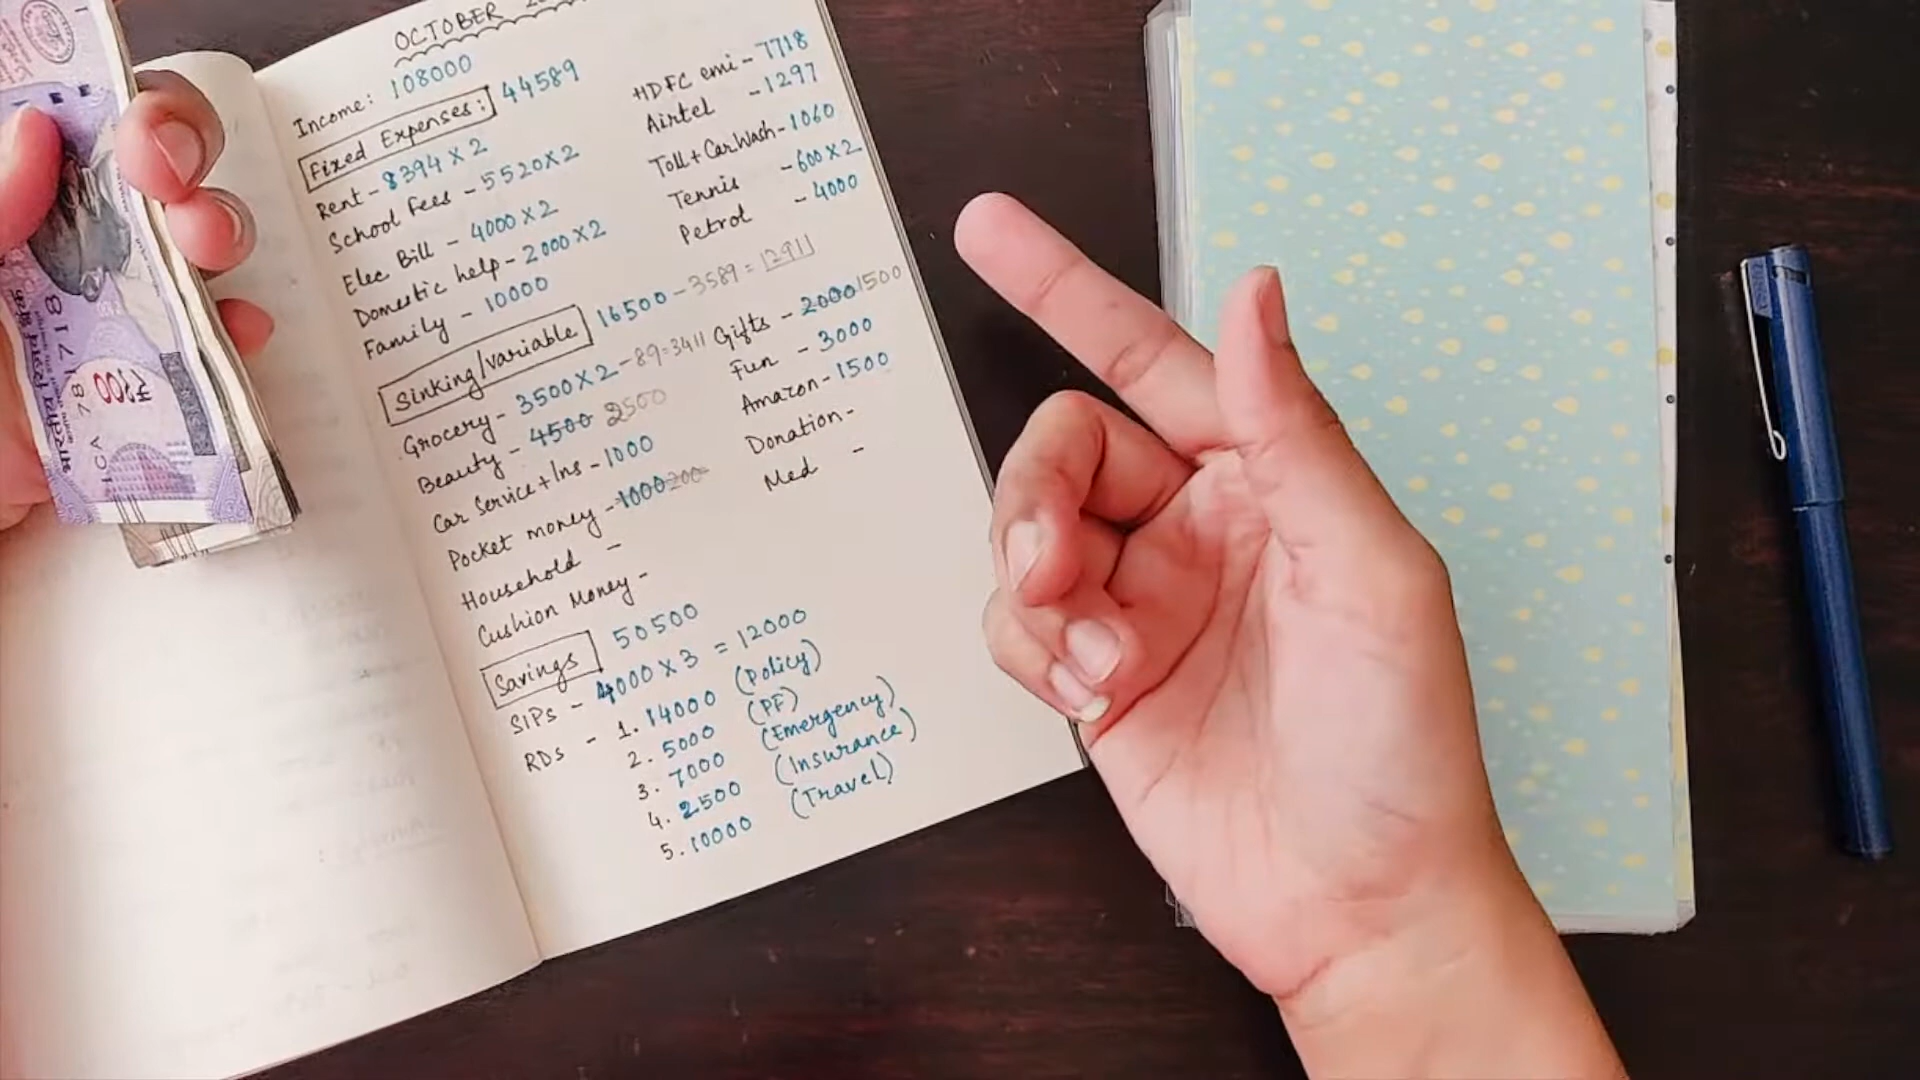 OCTOBER
Income: 108000
Fixed Expenses: 44589
Rent - 8394 X 2
School Fees - 5520X2
Elec Bill - 4000 X 2
Domestic help - 2000 X2
Family - 10000
HDFC emi - 7718
Airtel - 1297
Toll + Car Wash - 1060
Tennis - 600 X 2
Petrol - 4000
Sinking/Variable 16500 - 3589 = 12911
Grocery - 3500 X 2 - 89 = 3411
Beauty - 4500 2500
Car Service + Ins - 1000
Pocket money - 1000 200
Household -
Cushion Money -
Gifts - 2000 1500
Fun - 3000
Amazon - 1500
Donation -
Med -
Savings 50500
SIPs - 4000 X 3 = 12000
RDs - 1. 14000 (Policy)
2. 5000 (PF)
3. 7000 (Emergency)
4. 2500 (Insurance)
5. 10000 (Travel)